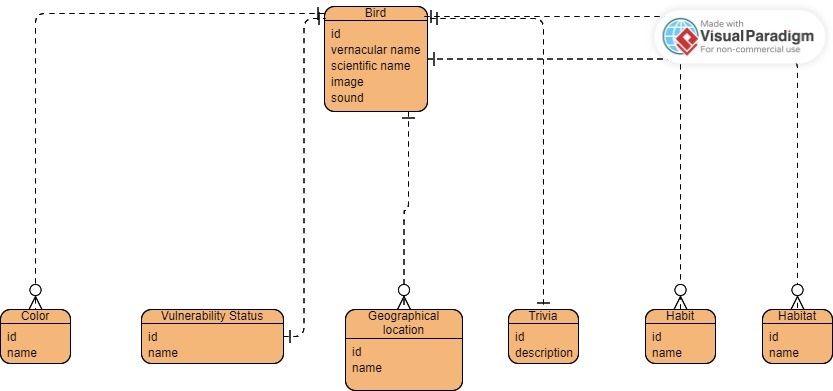 Bird
id
vernacular name
scientific name
image
sound
Made with
Visual Paradigm
For non-commercial use
Color
id
name
Vulnerability Status
id
name
Geographical
location
id
name
Trivia
id
description
Habit
id
name
Habitat
id
name